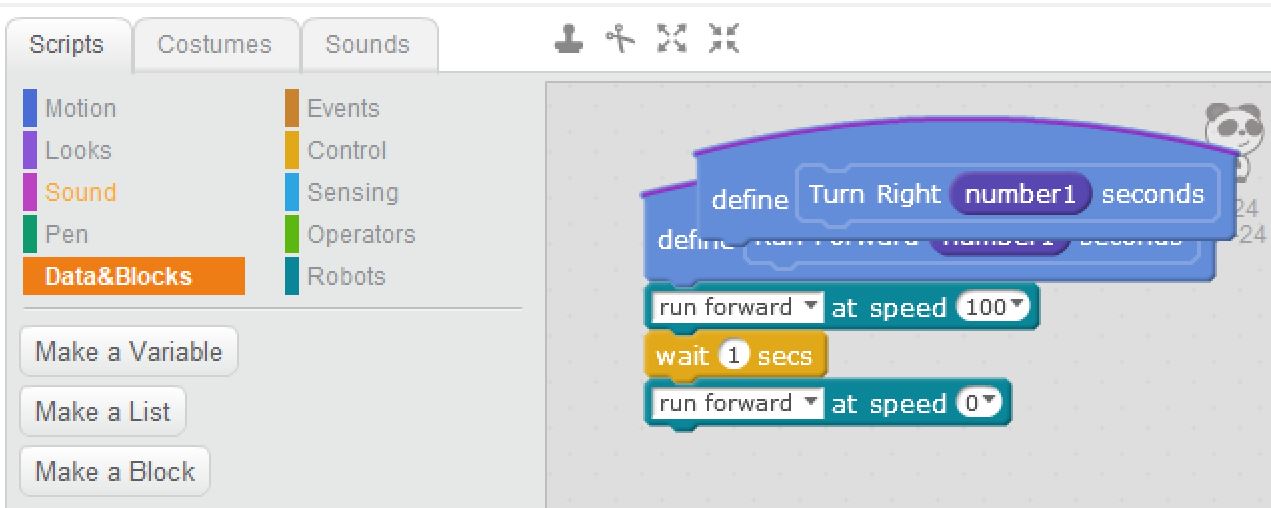 Scripts Costumes Sounds
Motion Events
Looks Control
Sound Sensing
Pen Operators
Data&Blocks Robots
Make a Variable
Make a List
Make a Block
define Turn Right number1 seconds
define Run Forward number1 seconds
run forward at speed 100
wait 1 secs
run forward at speed 0
24
-24